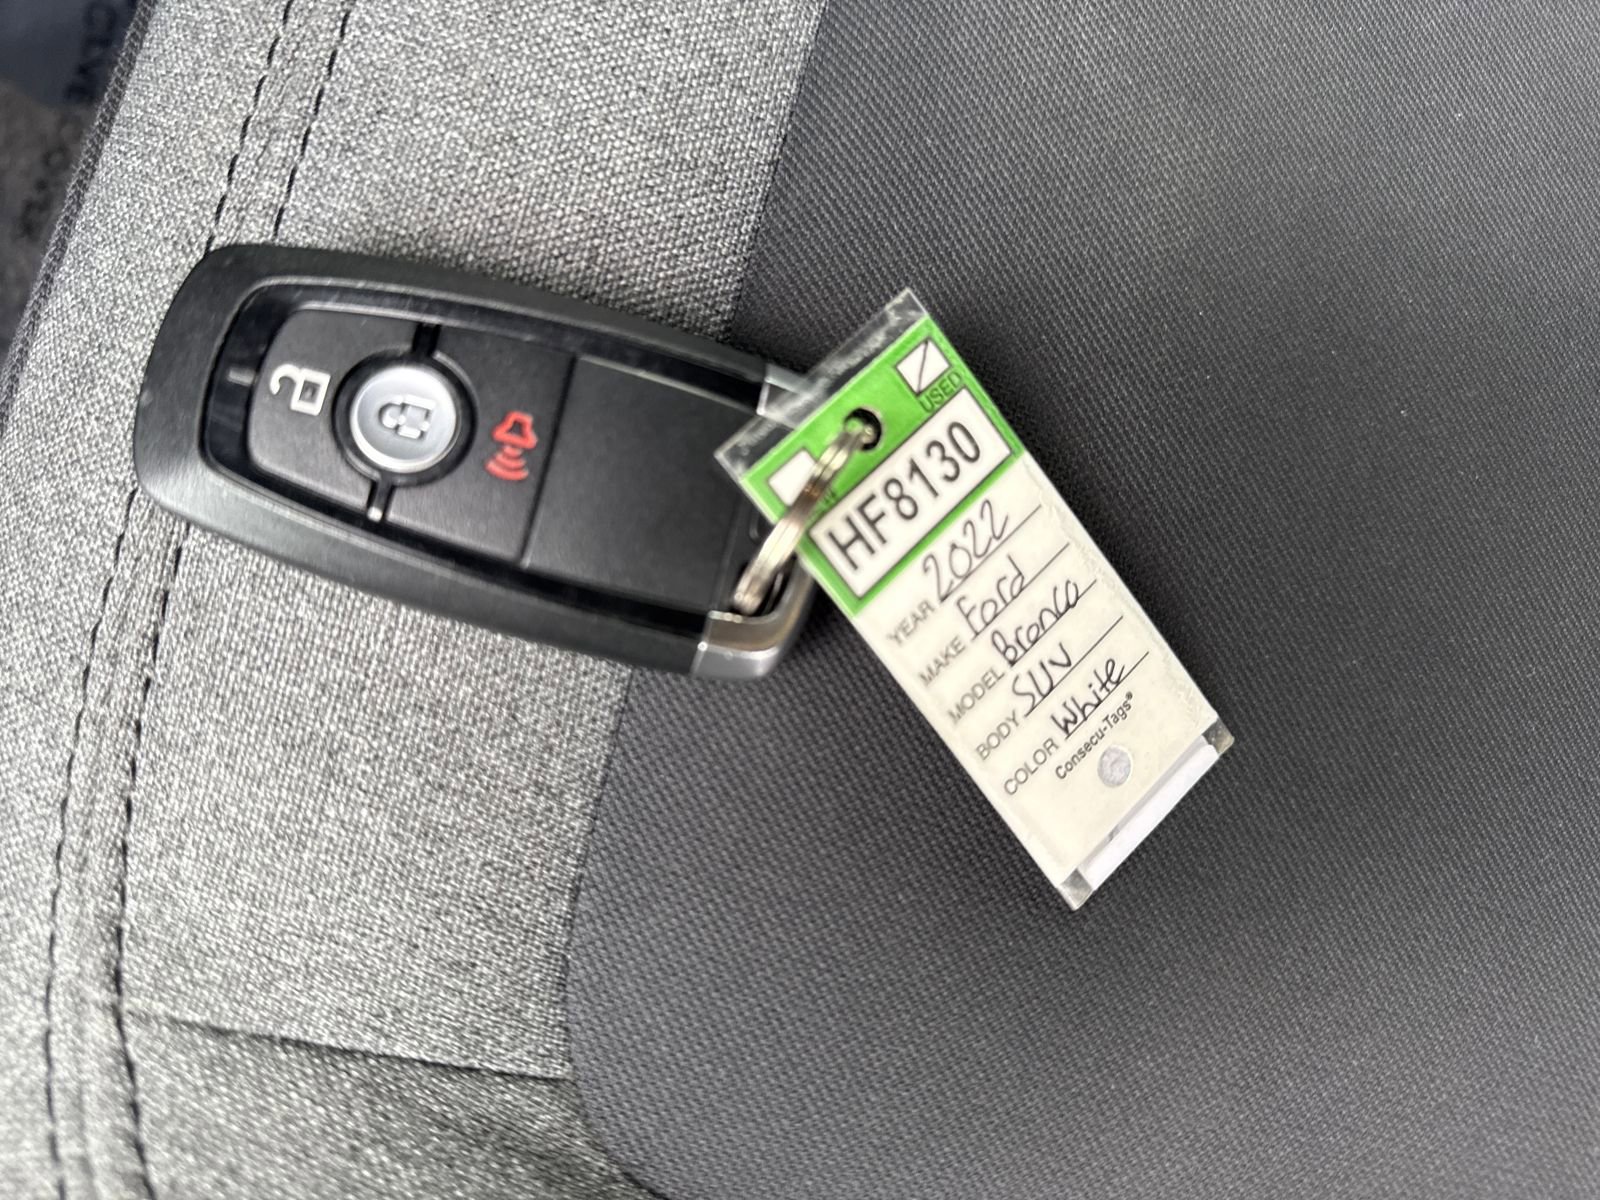 USED
HF8130
YEAR 2022
MAKE Ford
MODEL Bronco
BODY SUV
COLOR White
Consecu-Tags®